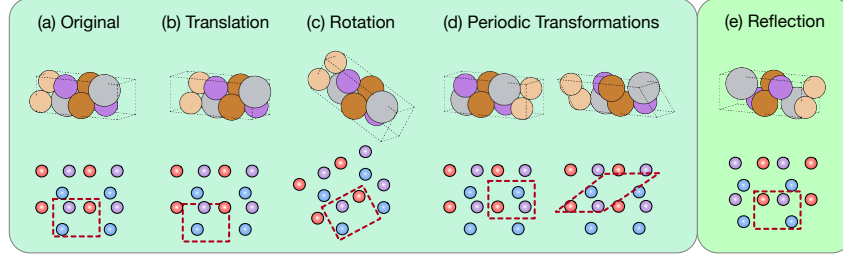 (a) Original
(b) Translation
(c) Rotation
(d) Periodic Transformations
(e) Reflection